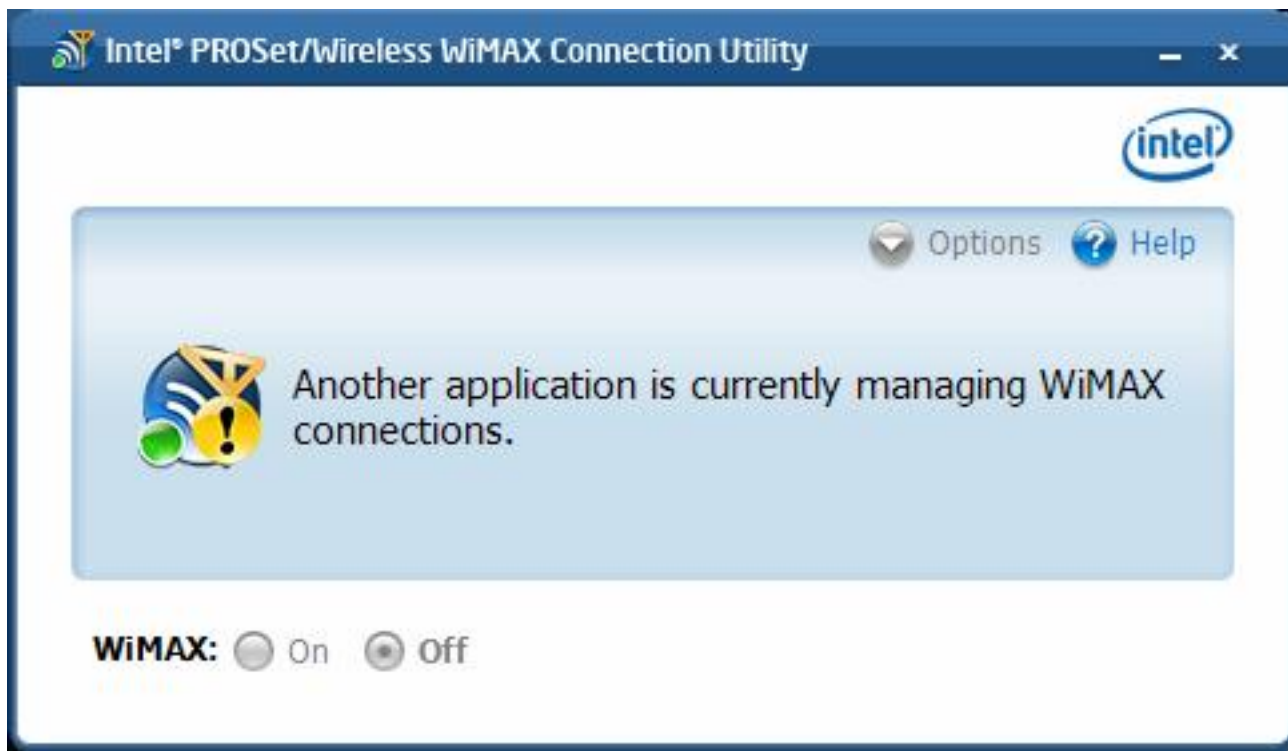 Intel® PROSet/Wireless WiMAX Connection Utility
intel
Options ? Help
Another application is currently managing WiMAX
connections.
WiMAX: On Off